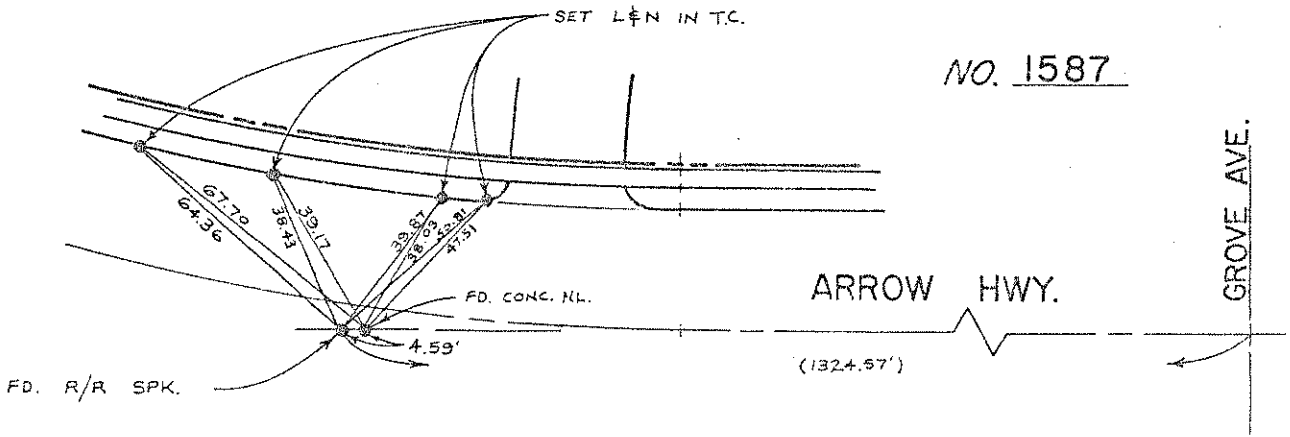 SET L&N IN T.C.
NO. 1587
GROVE AVE.
67.70
64.36
39.17
38.43
39.87
38.03
47.51
FD. CONC. NL.
ARROW HWY.
4.59'
(1324.57')
FD. R/R SPK.